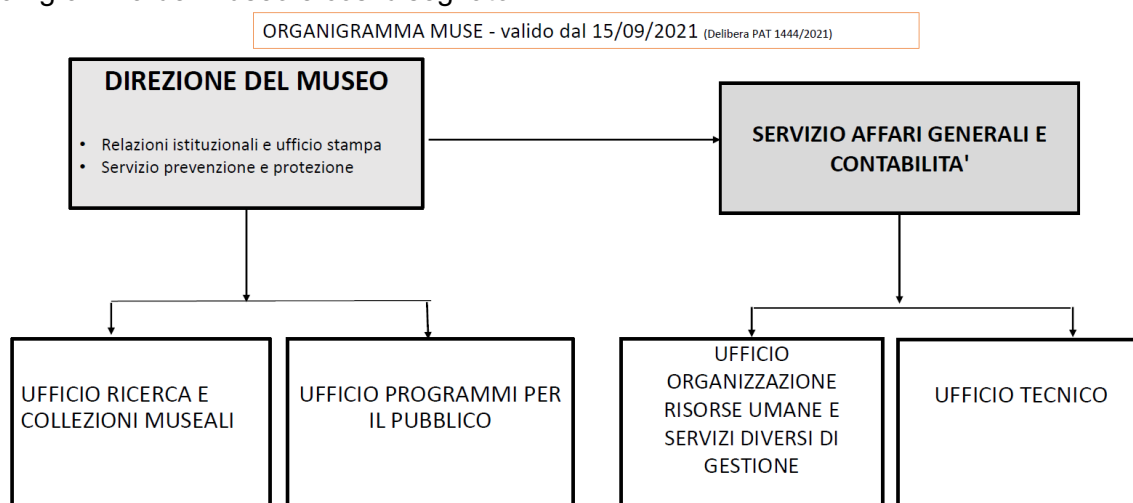 ORGANIGRAMMA MUSE - valido dal 15/09/2021 (Delibera PAT 1444/2021)
DIREZIONE DEL MUSEO
• Relazioni istituzionali e ufficio stampa
• Servizio prevenzione e protezione
SERVIZIO AFFARI GENERALI E
CONTABILITA'
UFFICIO RICERCA E
COLLEZIONI MUSEALI
UFFICIO PROGRAMMI PER
IL PUBBLICO
UFFICIO
ORGANIZZAZIONE
RISORSE UMANE E
SERVIZI DIVERSI DI
GESTIONE
UFFICIO TECNICO